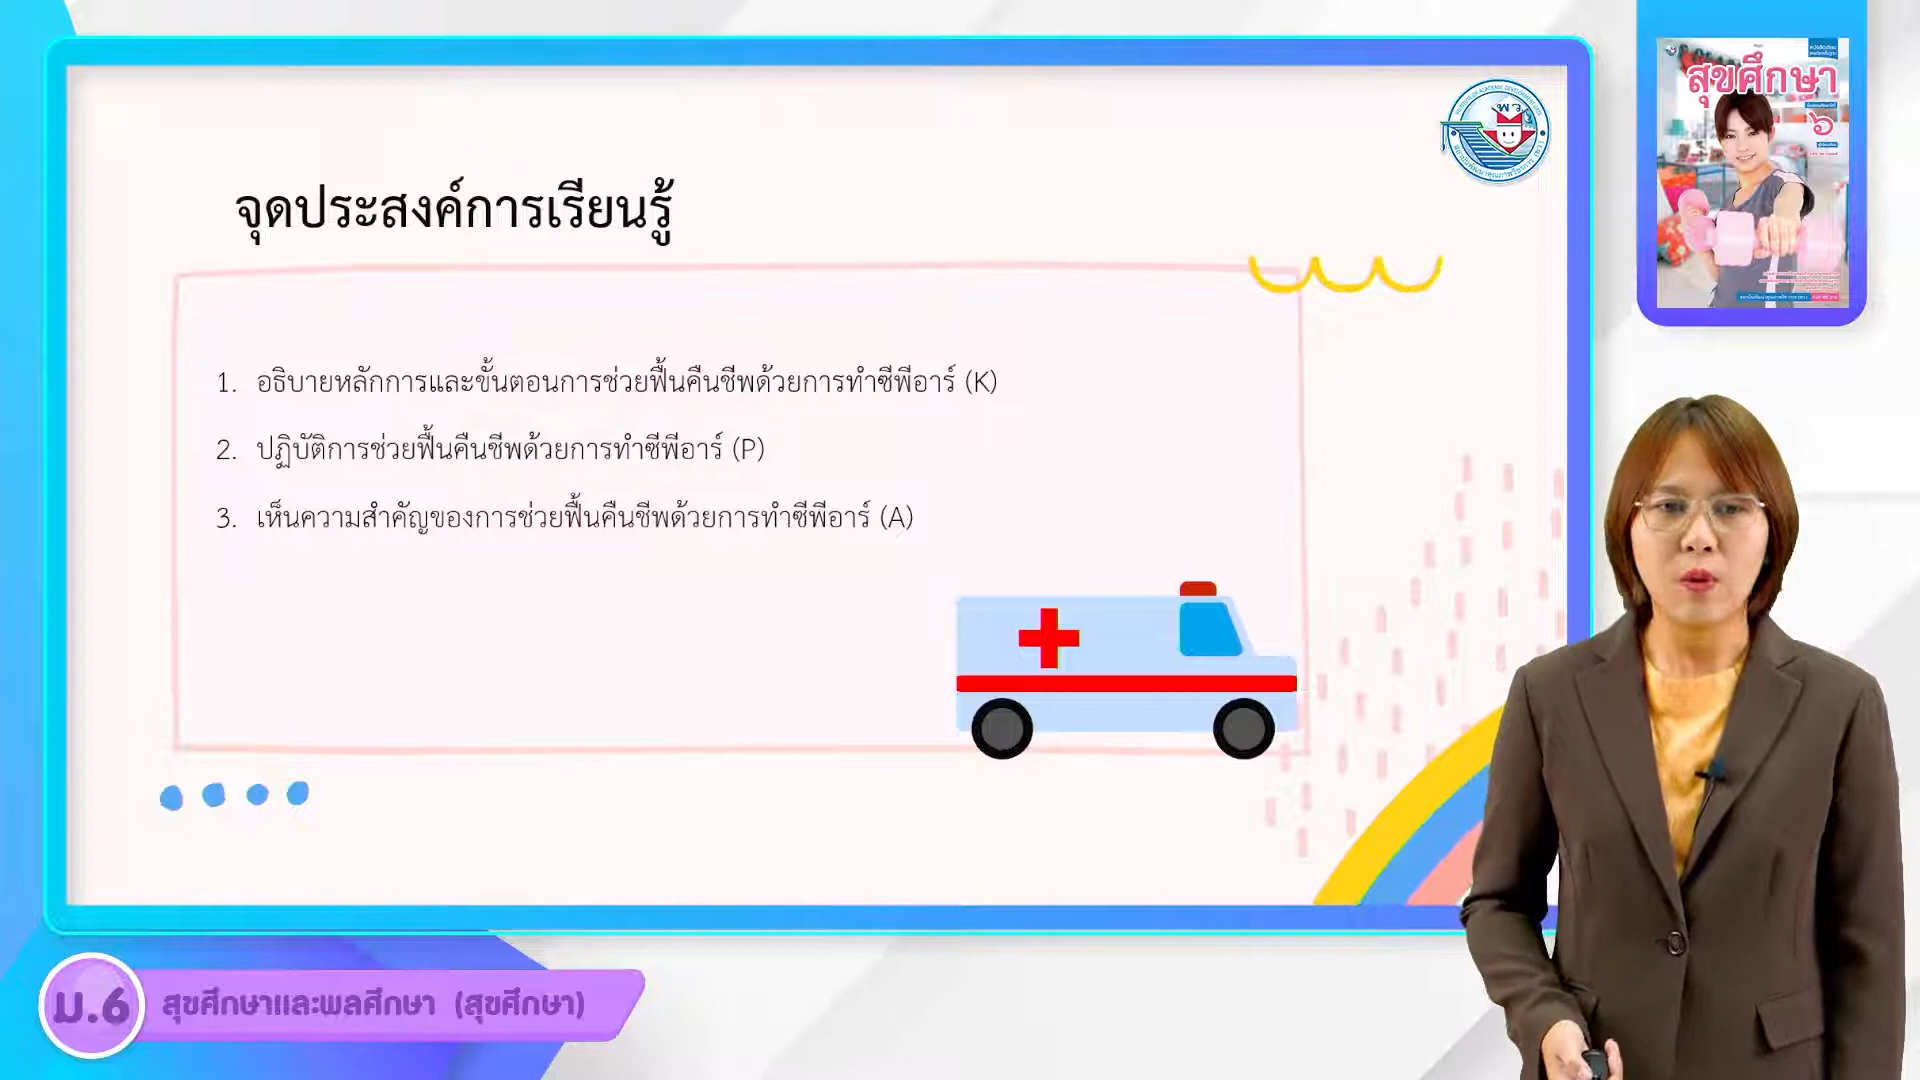 สุขศึกษา
๖
พว.
จุดประสงค์การเรียนรู้
1. อธิบายหลักการและขั้นตอนการช่วยฟื้นคืนชีพด้วยการทำซีพีอาร์ (K)
2. ปฏิบัติการช่วยฟื้นคืนชีพด้วยการทำซีพีอาร์ (P)
3. เห็นความสำคัญของการช่วยฟื้นคืนชีพด้วยการทำซีพีอาร์ (A)
ม.6 สุขศึกษาและพลศึกษา (สุขศึกษา)